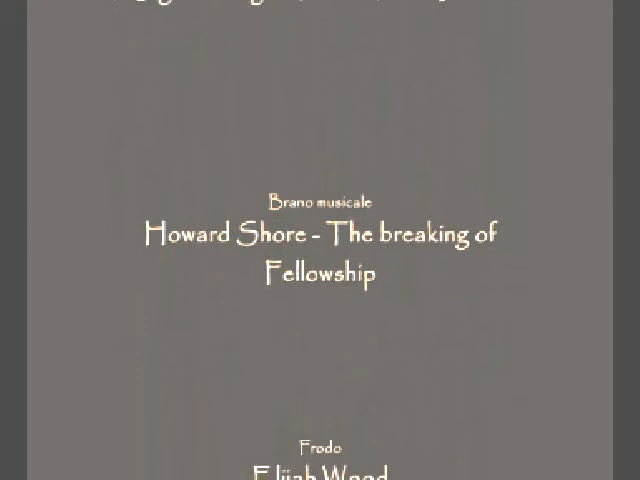 Brano musicale
Howard Shore - The breaking of
Fellowship
Frodo
Elijah Wood